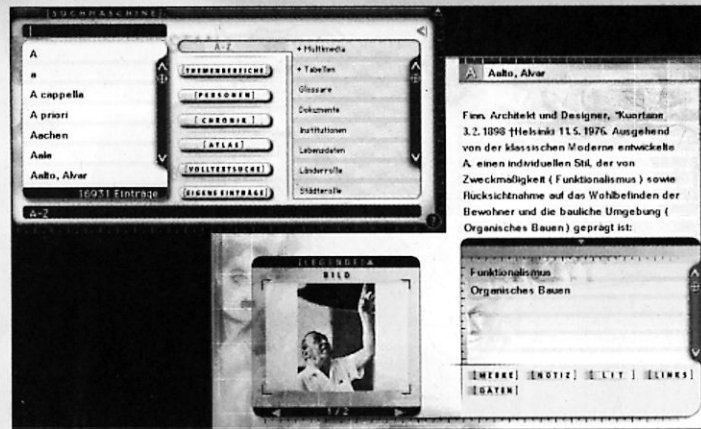 [SUCHMASCHINE]
A
a
A cappella
A priori
Aachen
Aale
Aalto, Alvar
16931 Einträge
A-Z
A-Z
[THEMENBEREICHE]
[PERSONEN]
[CHRONIK]
[ATLAS]
[VOLLTEXTSUCHE]
[EIGENE EINTRÄGE]
+ Multimedia
+ Tabellen
Glossare
Dokumente
Institutionen
Lebensdaten
Länderrolle
Städterolle
?
A Aalto, Alvar
Finn. Architekt und Designer, *Kuortane
3.2.1898 †Helsinki 11.5.1976. Ausgehend
von der klassischen Moderne entwickelte
A. einen individuellen Stil, der von
Zweckmäßigkeit ( Funktionalismus ) sowie
Rücksichtnahme auf das Wohlbefinden der
Bewohner und die bauliche Umgebung (
Organisches Bauen ) geprägt ist:
Funktionalismus
Organisches Bauen
[MERKE] [NOTIZ] [LIT] [LINKS]
[DATEN]
[LEGENDE]
BILD
1/2